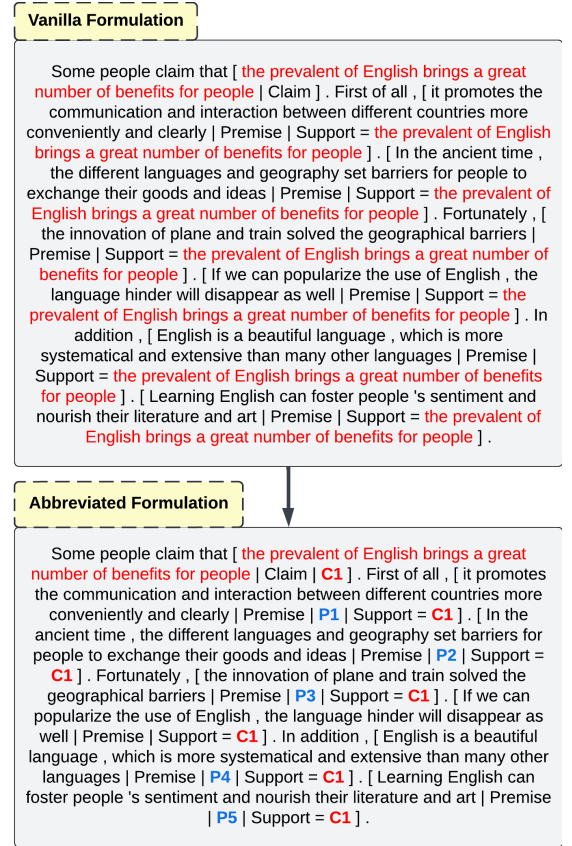 Vanilla Formulation
Some people claim that [ the prevalent of English brings a great
number of benefits for people | Claim ] . First of all , [ it promotes the
communication and interaction between different countries more
conveniently and clearly | Premise | Support = the prevalent of English
brings a great number of benefits for people ] . [ In the ancient time ,
the different languages and geography set barriers for people to
exchange their goods and ideas | Premise | Support = the prevalent of
English brings a great number of benefits for people ] . Fortunately , [
the innovation of plane and train solved the geographical barriers |
Premise | Support = the prevalent of English brings a great number of
benefits for people ] . [ If we can popularize the use of English , the
language hinder will disappear as well | Premise | Support = the
prevalent of English brings a great number of benefits for people ] . In
addition , [ English is a beautiful language , which is more
systematical and extensive than many other languages | Premise |
Support = the prevalent of English brings a great number of benefits
for people ] . [ Learning English can foster people 's sentiment and
nourish their literature and art | Premise | Support = the prevalent of
English brings a great number of benefits for people ] .
Abbreviated Formulation
Some people claim that [ the prevalent of English brings a great
number of benefits for people | Claim | C1 ] . First of all , [ it promotes
the communication and interaction between different countries more
conveniently and clearly | Premise | P1 | Support = C1 ] . [ In the
ancient time , the different languages and geography set barriers for
people to exchange their goods and ideas | Premise | P2 | Support =
C1 ] . Fortunately , [ the innovation of plane and train solved the
geographical barriers | Premise | P3 | Support = C1 ] . [ If we can
popularize the use of English , the language hinder will disappear as
well | Premise | Support = C1 ] . In addition , [ English is a beautiful
language , which is more systematical and extensive than many other
languages | Premise | P4 | Support = C1 ] . [ Learning English can
foster people 's sentiment and nourish their literature and art | Premise
| P5 | Support = C1 ] .